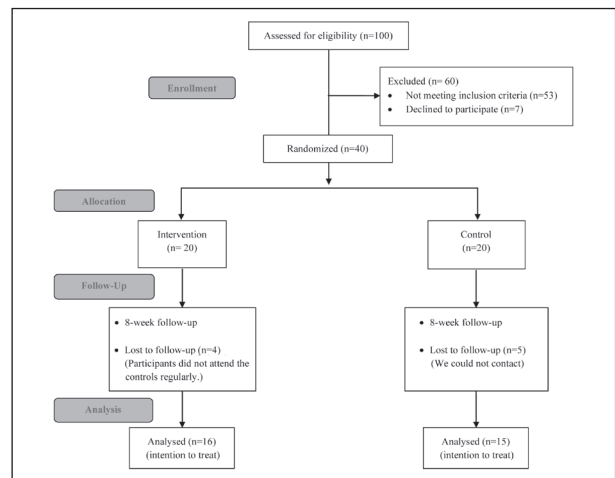 Assessed for eligibility (n=100)
Enrollment
Excluded (n= 60)
• Not meeting inclusion criteria (n=53)
• Declined to participate (n=7)
Randomized (n=40)
Allocation
Intervention
(n= 20)
Control
(n=20)
Follow-Up
• 8-week follow-up
• Lost to follow-up (n=4)
(Participants did not attend the
controls regularly.)
• 8-week follow-up
• Lost to follow-up (n=5)
(We could not contact)
Analysis
Analysed (n=16)
(intention to treat)
Analysed (n=15)
(intention to treat)